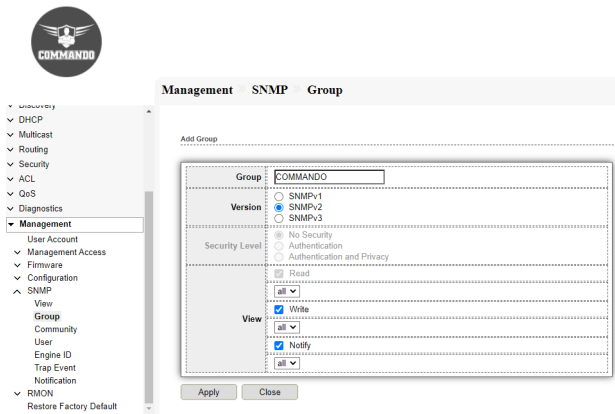 COMMANDO
Management SNMP Group
Discovery
DHCP
Multicast
Routing
Security
ACL
QoS
Diagnostics
Management
User Account
Management Access
Firmware
Configuration
SNMP
View
Group
Community
User
Engine ID
Trap Event
Notification
RMON
Restore Factory Default
Add Group
Group COMMANDO
Version
SNMPv1
SNMPv2
SNMPv3
Security Level
No Security
Authentication
Authentication and Privacy
View
Read
all
Write
all
Notify
all
Apply Close